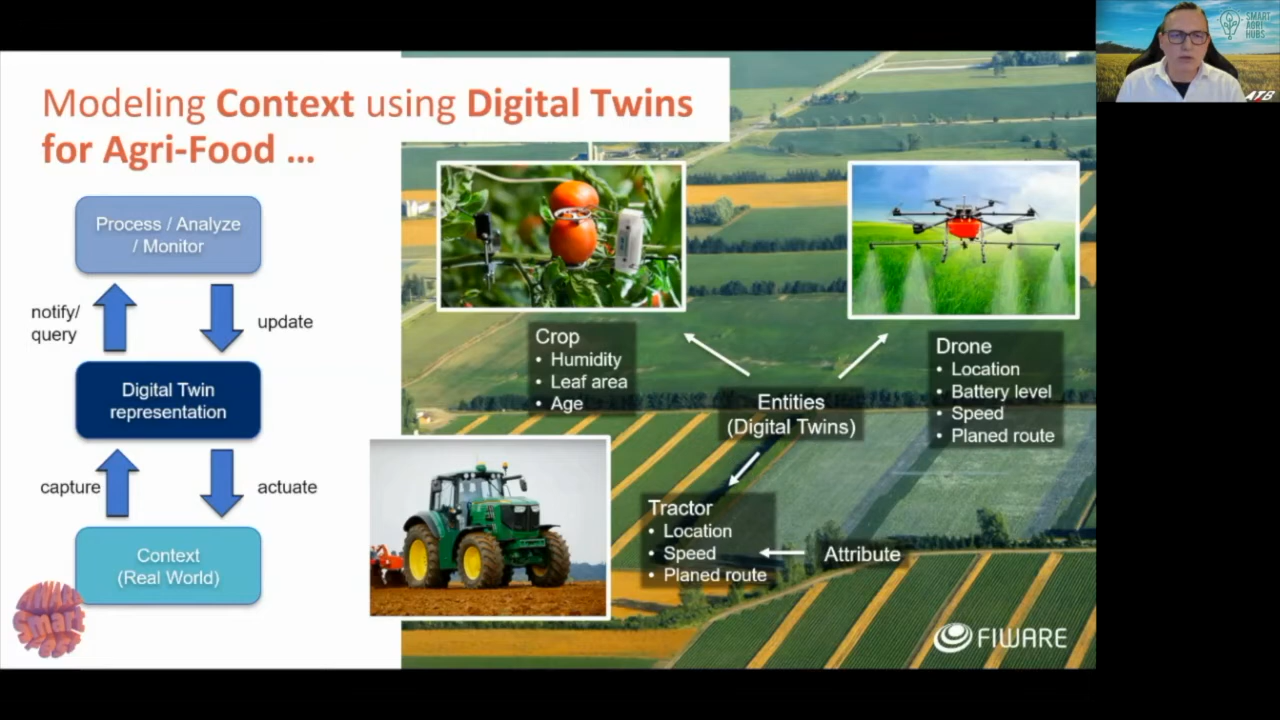 Modeling Context using Digital Twins
for Agri-Food ...
Process / Analyze
/ Monitor
notify/
query
update
Digital Twin
representation
capture
actuate
Context
(Real World)
Smart
Crop
• Humidity
• Leaf area
• Age
Drone
• Location
• Battery level
• Speed
• Planed route
Entities
(Digital Twins)
Tractor
• Location
• Speed
• Planed route
Attribute
FIWARE
SMART
AGRI
HUBS
ATB